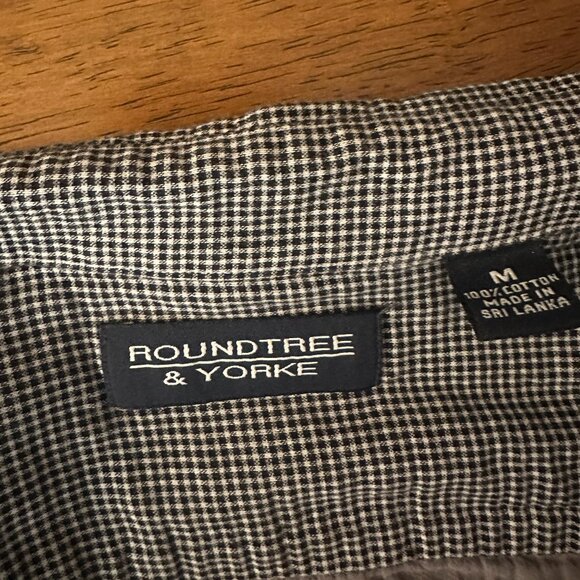 ROUNDTREE
& YORKE
M
100% COTTON
MADE IN
SRI LANKA